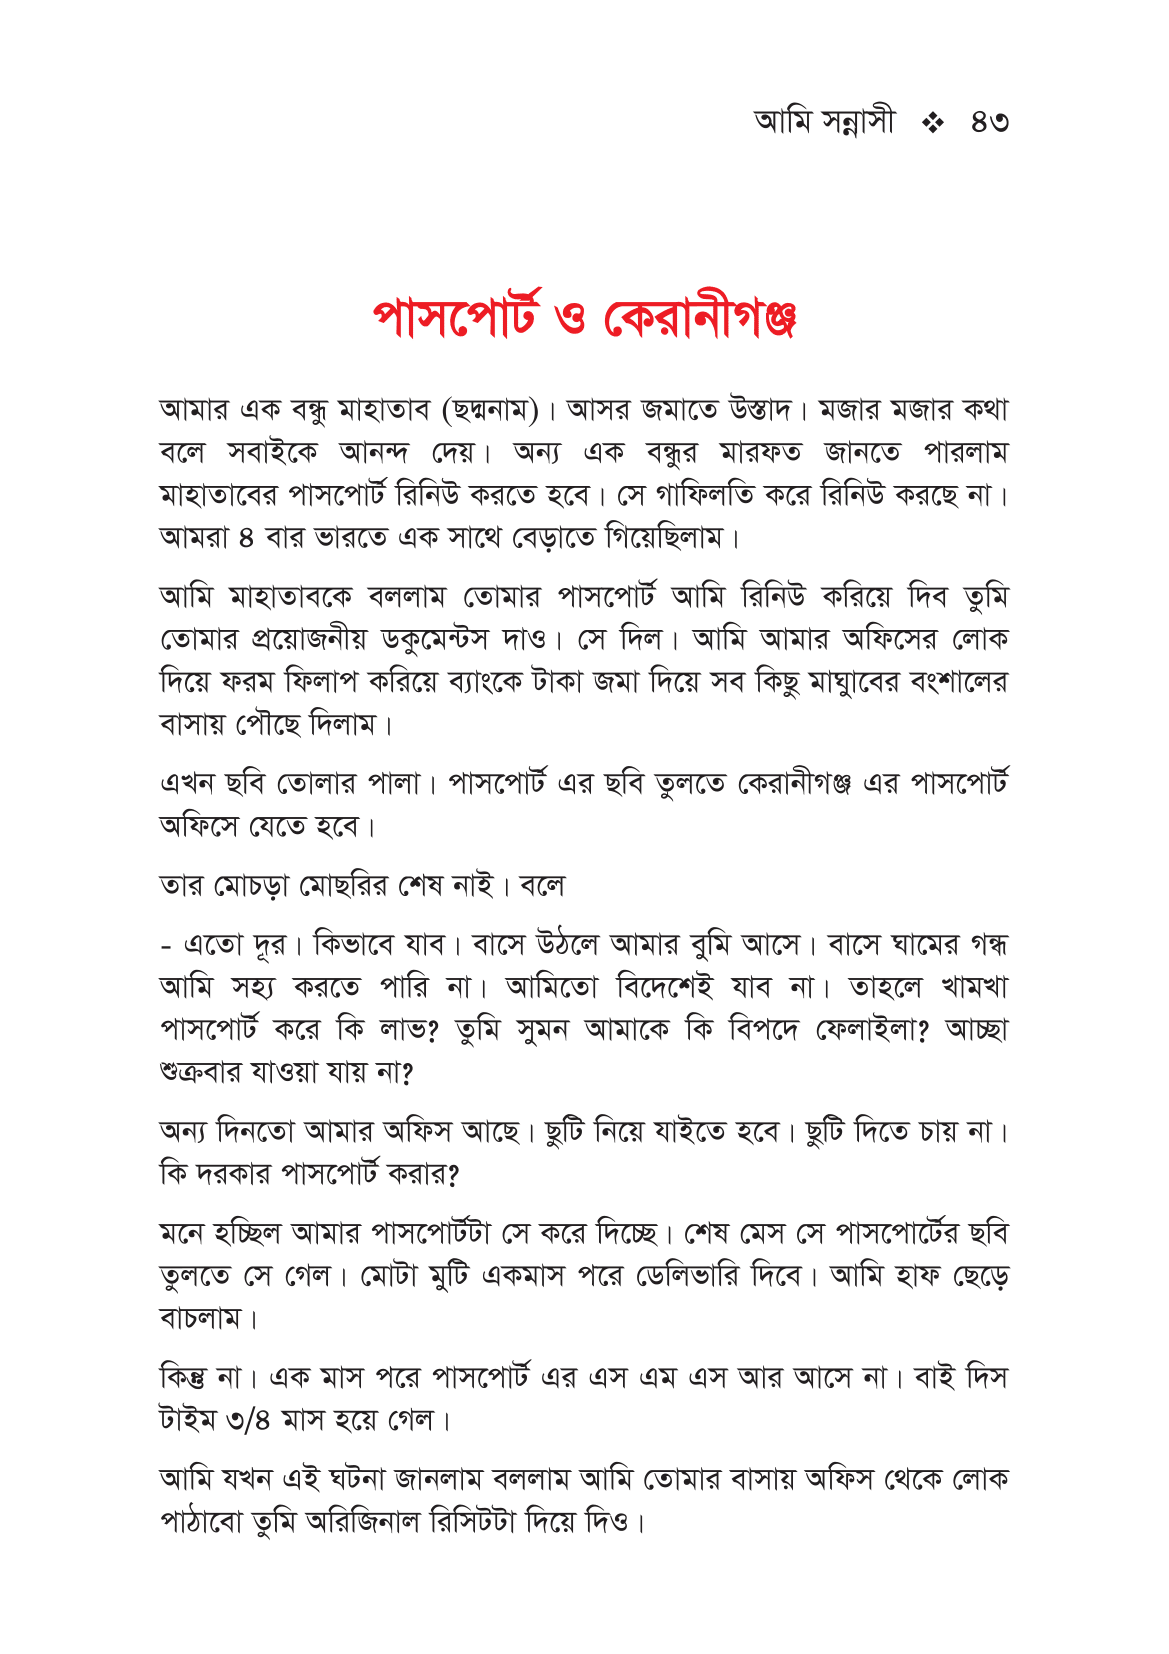 আমি সন্নাসী ❖ ৪৩
পাসপোর্ট ও কেরানীগঞ্জ
আমার এক বন্ধু মাহাতাব (ছদ্মনাম)। আসর জমাতে উস্তাদ। মজার মজার কথা
বলে সবাইকে আনন্দ দেয়। অন্য এক বন্ধুর মারফত জানতে পারলাম
মাহাতাবের পাসপোর্ট রিনিউ করতে হবে। সে গাফিলতি করে রিনিউ করছে না।
আমরা ৪ বার ভারতে এক সাথে বেড়াতে গিয়েছিলাম।
আমি মাহাতাবকে বললাম তোমার পাসপোর্ট আমি রিনিউ করিয়ে দিব তুমি
তোমার প্রয়োজনীয় ডকুমেন্টস দাও। সে দিল। আমি আমার অফিসের লোক
দিয়ে ফরম ফিলাপ করিয়ে ব্যাংকে টাকা জমা দিয়ে সব কিছু মাঘুাবের বংশালের
বাসায় পৌছে দিলাম।
এখন ছবি তোলার পালা। পাসপোর্ট এর ছবি তুলতে কেরানীগঞ্জ এর পাসপোর্ট
অফিসে যেতে হবে।
তার মোচড়া মোছরির শেষ নাই। বলে
- এতো দূর। কিভাবে যাব। বাসে উঠলে আমার বুমি আসে। বাসে ঘামের গন্ধ
আমি সহ্য করতে পারি না। আমিতো বিদেশেই যাব না। তাহলে খামখা
পাসপোর্ট করে কি লাভ? তুমি সুমন আমাকে কি বিপদে ফেলাইলা? আচ্ছা
শুক্রবার যাওয়া যায় না?
অন্য দিনতো আমার অফিস আছে। ছুটি নিয়ে যাইতে হবে। ছুটি দিতে চায় না।
কি দরকার পাসপোর্ট করার?
মনে হচ্ছিল আমার পাসপোর্টটা সে করে দিচ্ছে। শেষ মেস সে পাসপোর্টের ছবি
তুলতে সে গেল। মোটা মুটি একমাস পরে ডেলিভারি দিবে। আমি হাফ ছেড়ে
বাচলাম।
কিন্তু না। এক মাস পরে পাসপোর্ট এর এস এম এস আর আসে না। বাই দিস
টাইম ৩/৪ মাস হয়ে গেল।
আমি যখন এই ঘটনা জানলাম বললাম আমি তোমার বাসায় অফিস থেকে লোক
পাঠাবো তুমি অরিজিনাল রিসিটটা দিয়ে দিও।